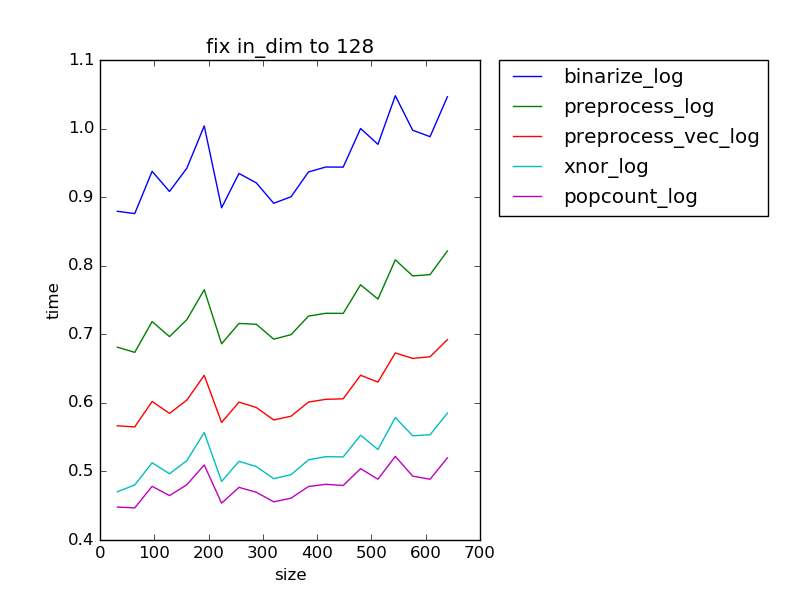 fix in_dim to 128
1.1
1.0
0.9
0.8
0.7
0.6
0.5
0.4
time
0 100 200 300 400 500 600 700
size
binarize_log
preprocess_log
preprocess_vec_log
xnor_log
popcount_log